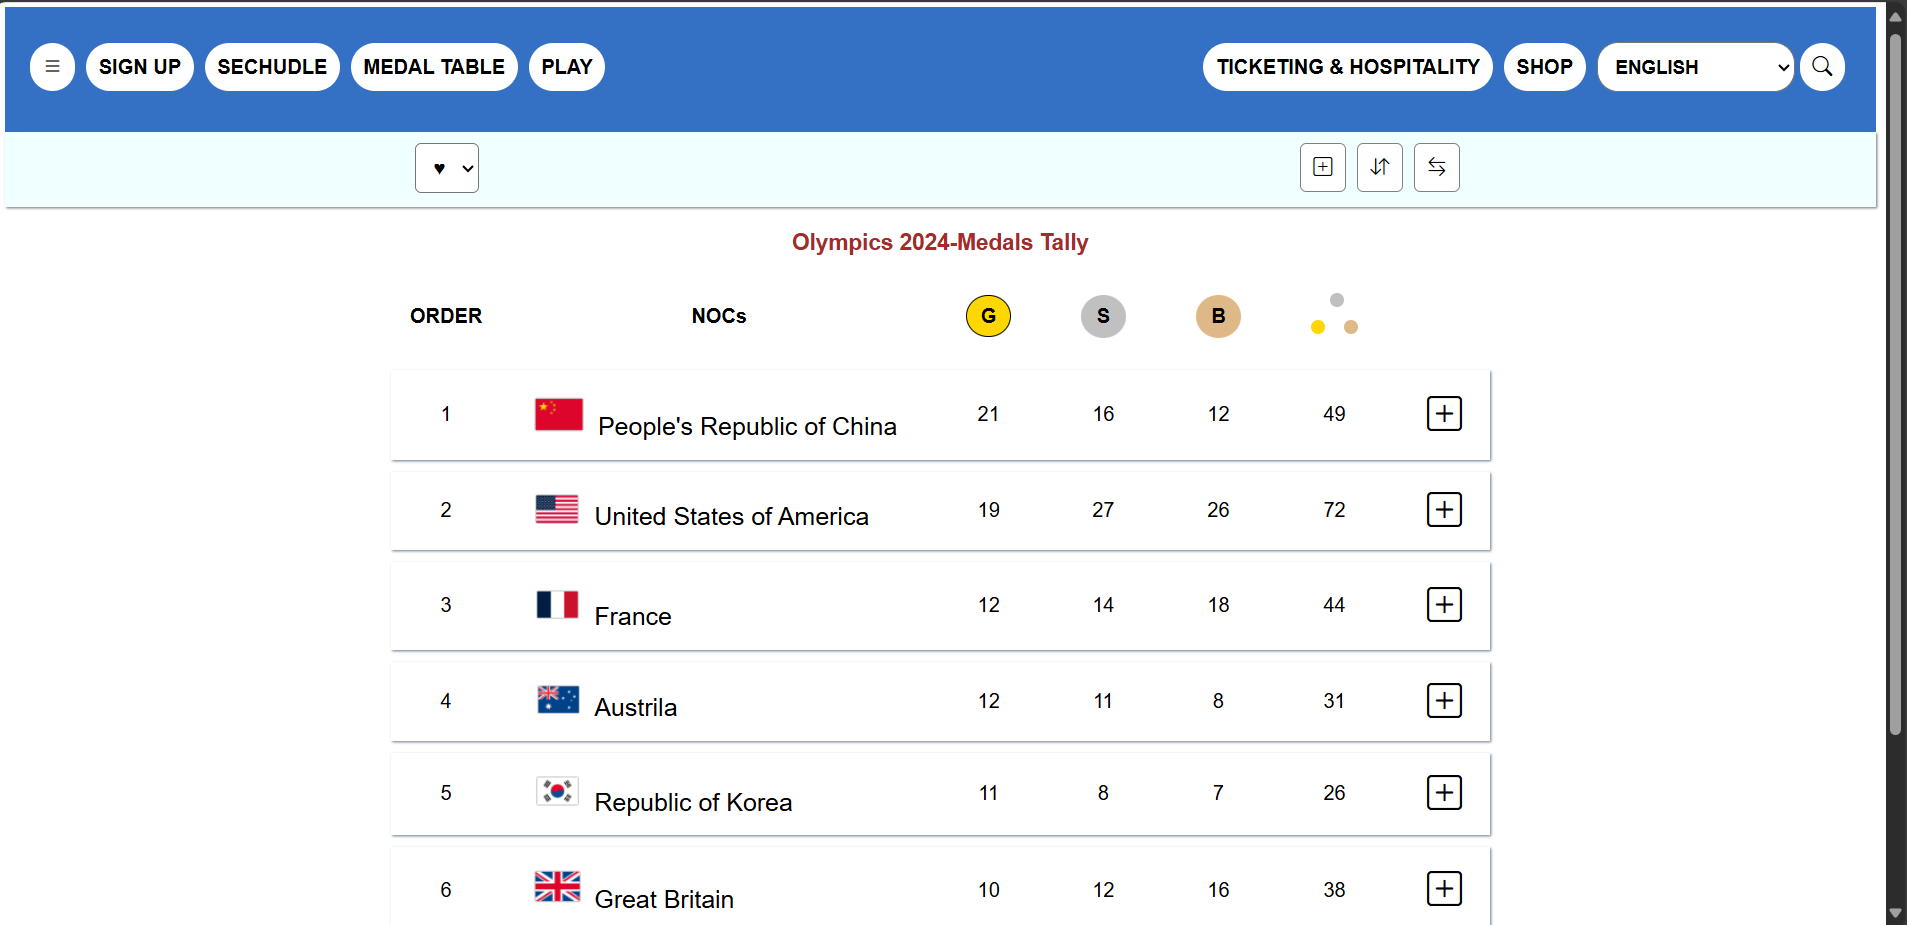 SIGN UP SECHUDLE MEDAL TABLE PLAY TICKETING & HOSPITALITY SHOP ENGLISH
Olympics 2024-Medals Tally
ORDER NOCs G S B
1 People's Republic of China 21 16 12 49
2 United States of America 19 27 26 72
3 France 12 14 18 44
4 Austrila 12 11 8 31
5 Republic of Korea 11 8 7 26
6 Great Britain 10 12 16 38